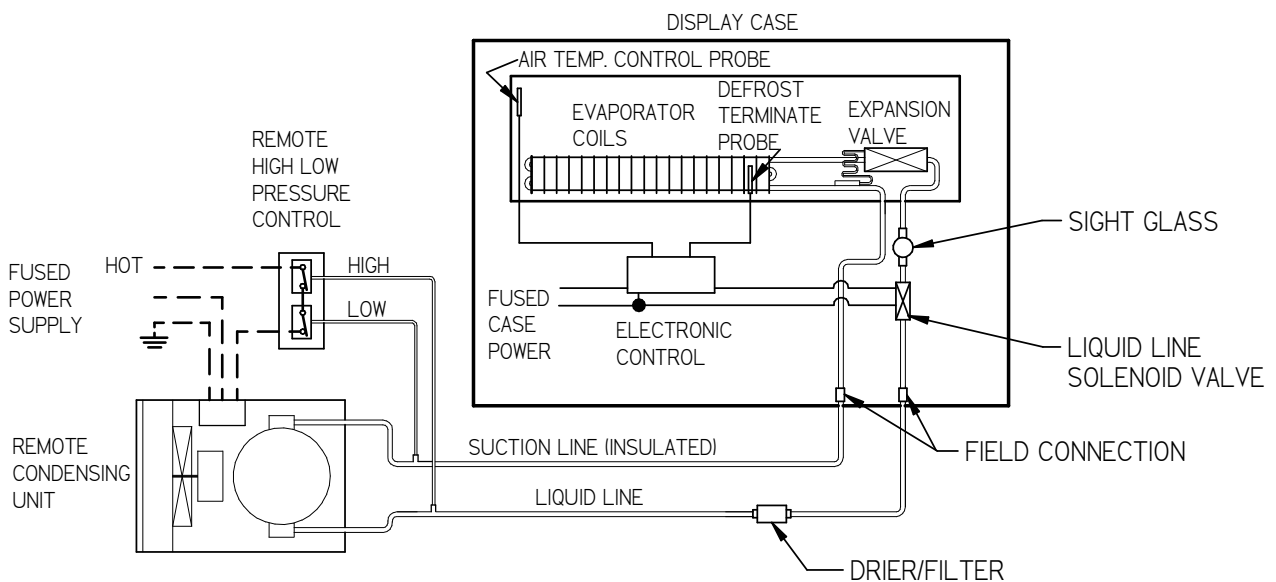 DISPLAY CASE
AIR TEMP. CONTROL PROBE
EVAPORATOR
COILS
DEFROST
TERMINATE
PROBE
EXPANSION
VALVE
REMOTE
HIGH LOW
PRESSURE
CONTROL
SIGHT GLASS
FUSED
POWER
SUPPLY
HOT
HIGH
LOW
FUSED
CASE
POWER
ELECTRONIC
CONTROL
LIQUID LINE
SOLENOID VALVE
REMOTE
CONDENSING
UNIT
SUCTION LINE (INSULATED)
FIELD CONNECTION
LIQUID LINE
DRIER/FILTER